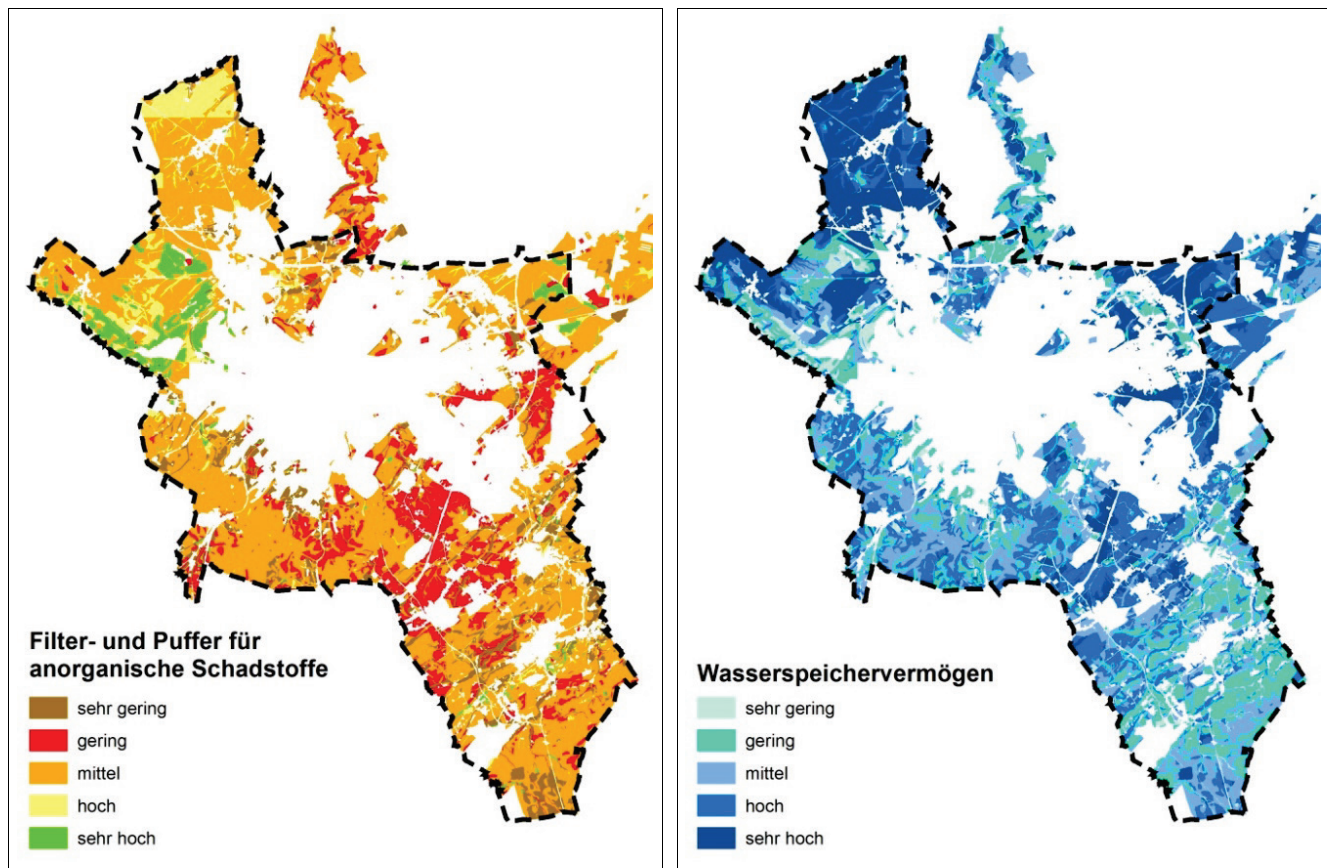 Filter- und Puffer für
anorganische Schadstoffe
sehr gering
gering
mittel
hoch
sehr hoch
Wasserspeichervermögen
sehr gering
gering
mittel
hoch
sehr hoch